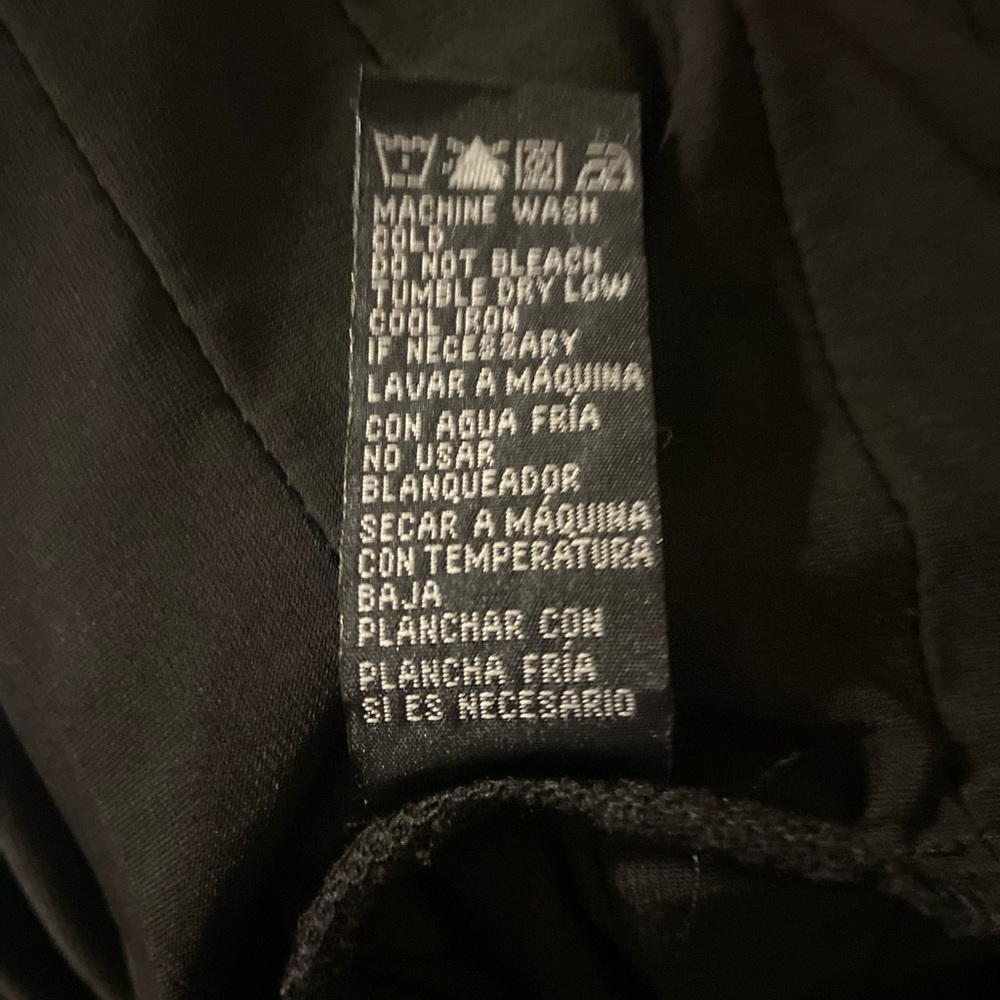 MACHINE WASH
COLD
DO NOT BLEACH
TUMBLE DRY LOW
COOL IRON
IF NECESSARY
LAVAR A MÁQUINA
CON AGUA FRÍA
NO USAR
BLANQUEADOR
SECAR A MÁQUINA
CON TEMPERATURA
BAJA
PLANCHAR CON
PLANCHA FRÍA
SI ES NECESARIO